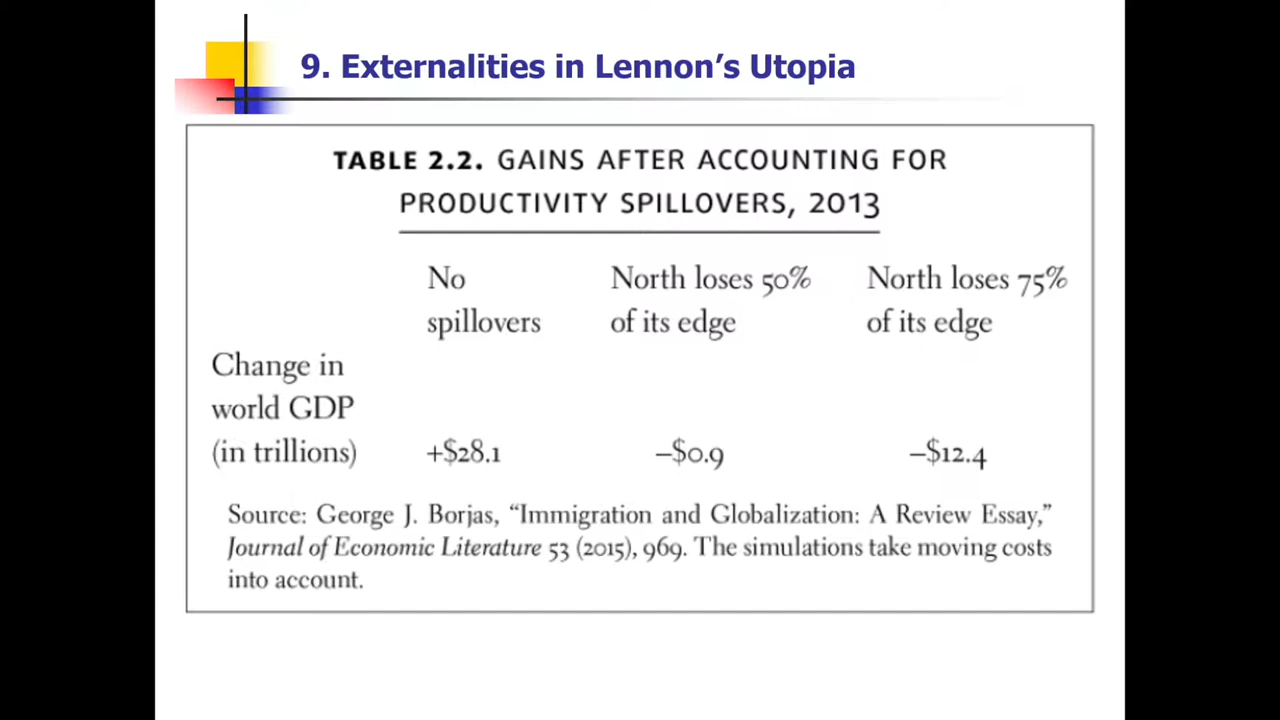 9. Externalities in Lennon's Utopia
TABLE 2.2. GAINS AFTER ACCOUNTING FOR
PRODUCTIVITY SPILLOVERS, 2013
No North loses 50% North loses 75%
spillovers of its edge of its edge
Change in
world GDP
(in trillions) +$28.1 –$0.9 –$12.4
Source: George J. Borjas, “Immigration and Globalization: A Review Essay,”
Journal of Economic Literature 53 (2015), 969. The simulations take moving costs
into account.